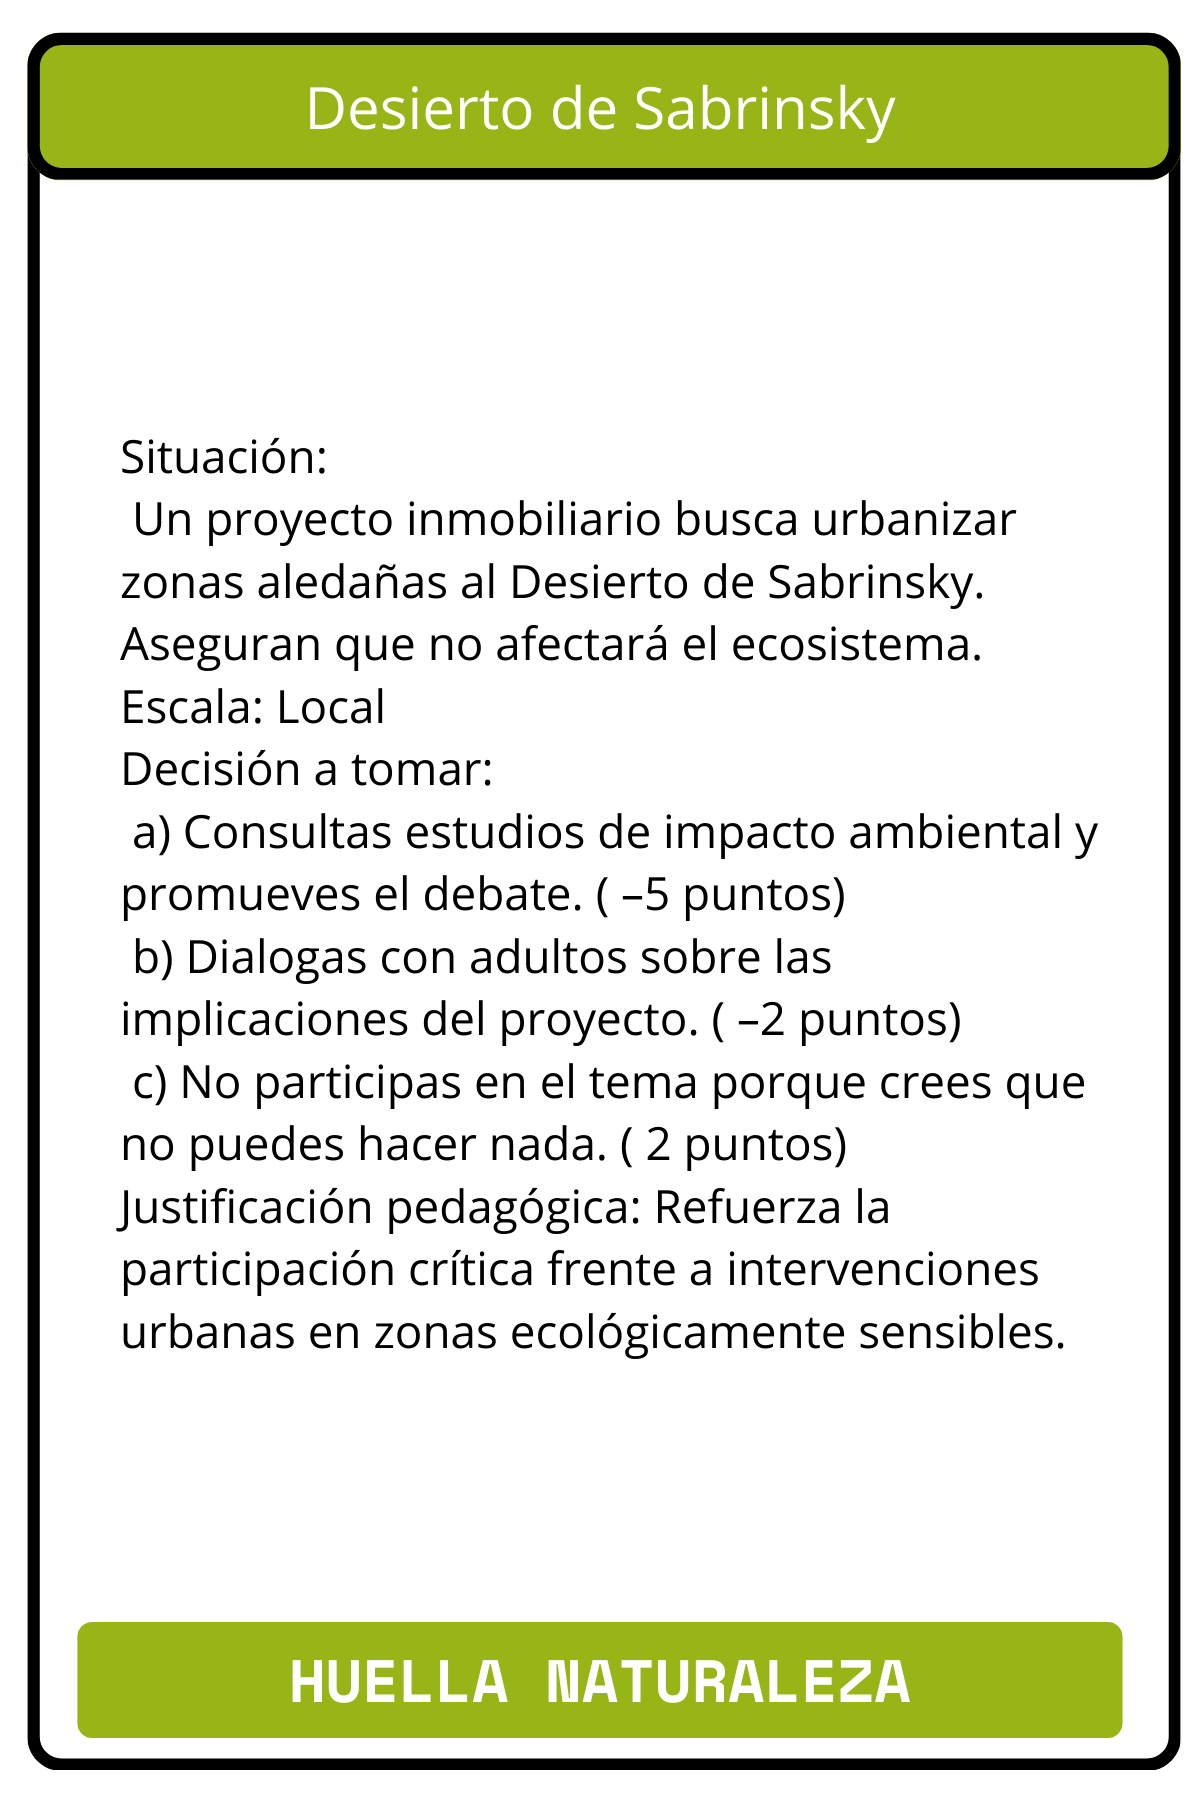 Desierto de Sabrinsky
Situación:
Un proyecto inmobiliario busca urbanizar
zonas aledañas al Desierto de Sabrinsky.
Aseguran que no afectará el ecosistema.
Escala: Local
Decisión a tomar:
a) Consultas estudios de impacto ambiental y
promueves el debate. ( –5 puntos)
b) Dialogas con adultos sobre las
implicaciones del proyecto. ( –2 puntos)
c) No participas en el tema porque crees que
no puedes hacer nada. ( 2 puntos)
Justificación pedagógica: Refuerza la
participación crítica frente a intervenciones
urbanas en zonas ecológicamente sensibles.
HUELLA NATURALEZA